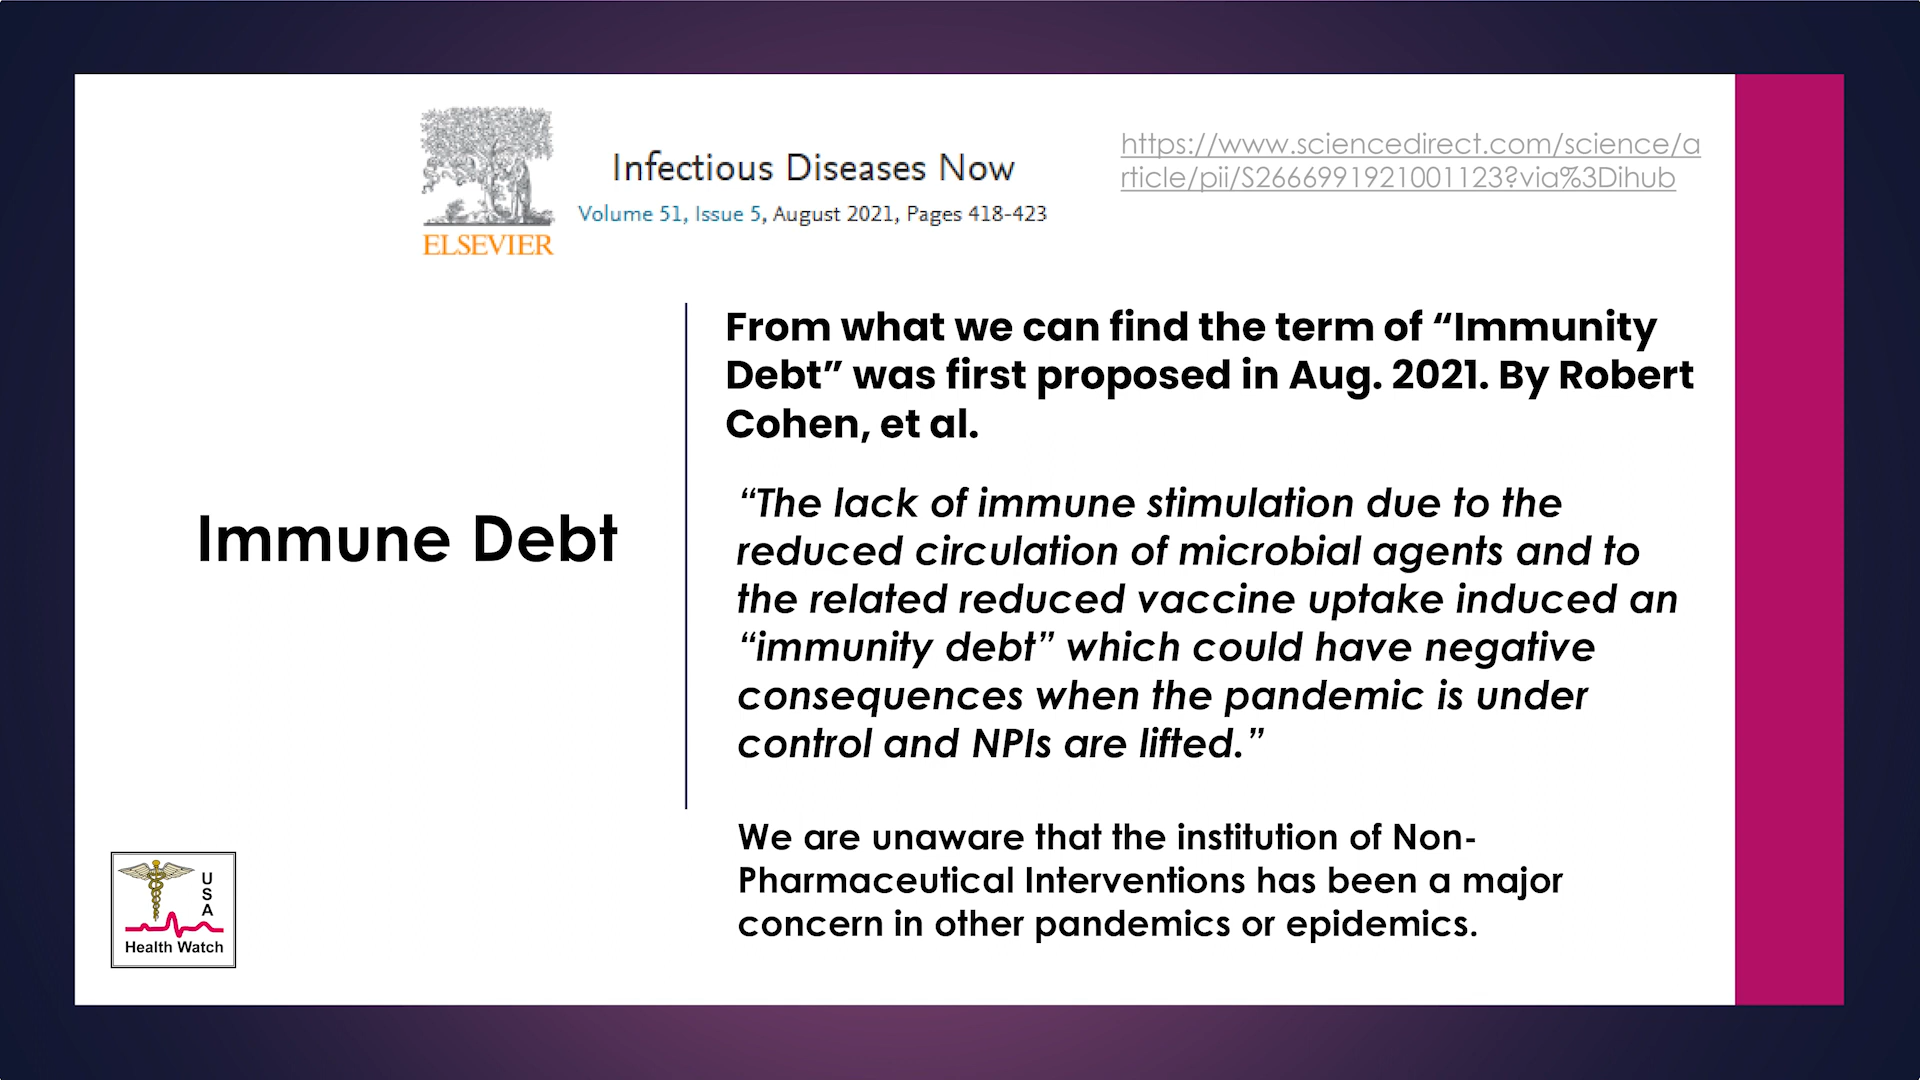 Infectious Diseases Now
Volume 51, Issue 5, August 2021, Pages 418-423
ELSEVIER
https://www.sciencedirect.com/science/a
rticle/pii/S2666991921001123?via%3Dihub
Immune Debt
From what we can find the term of “Immunity
Debt” was first proposed in Aug. 2021. By Robert
Cohen, et al.
“The lack of immune stimulation due to the
reduced circulation of microbial agents and to
the related reduced vaccine uptake induced an
“immunity debt” which could have negative
consequences when the pandemic is under
control and NPIs are lifted.”
We are unaware that the institution of Non-
Pharmaceutical Interventions has been a major
concern in other pandemics or epidemics.
U
S
A
Health Watch